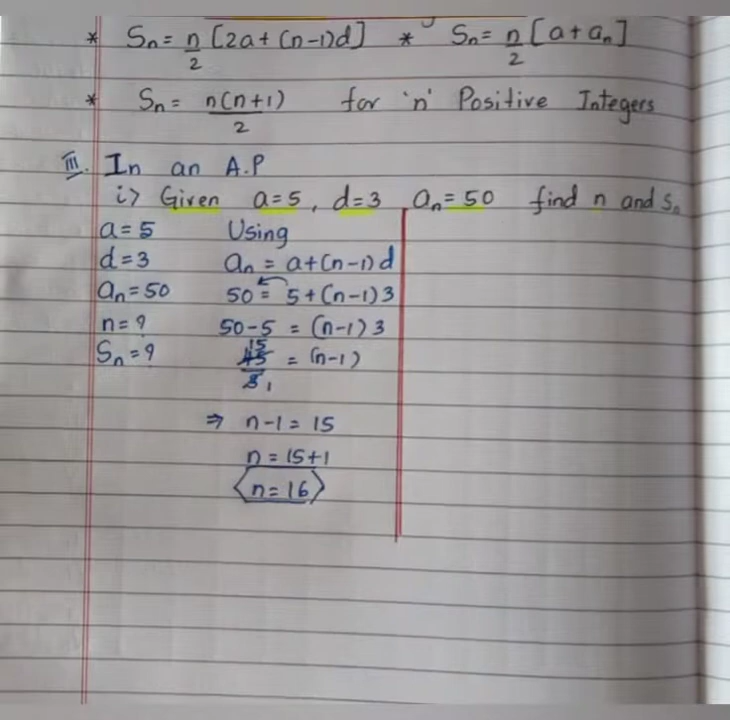 * Sn = n/2 [2a + (n-1)d] * Sn = n/2 [a + an]
* Sn = n(n+1)/2 for 'n' Positive Integers
III. In an A.P
i) Given a = 5, d = 3 an = 50 find n and Sn
a = 5 Using
d = 3 an = a + (n-1) d
an = 50 50 = 5 + (n-1) 3
n = ? 50 - 5 = (n-1) 3
Sn = ? 15 45/3 1 = (n-1)
⇒ n - 1 = 15
n = 15 + 1
n = 16